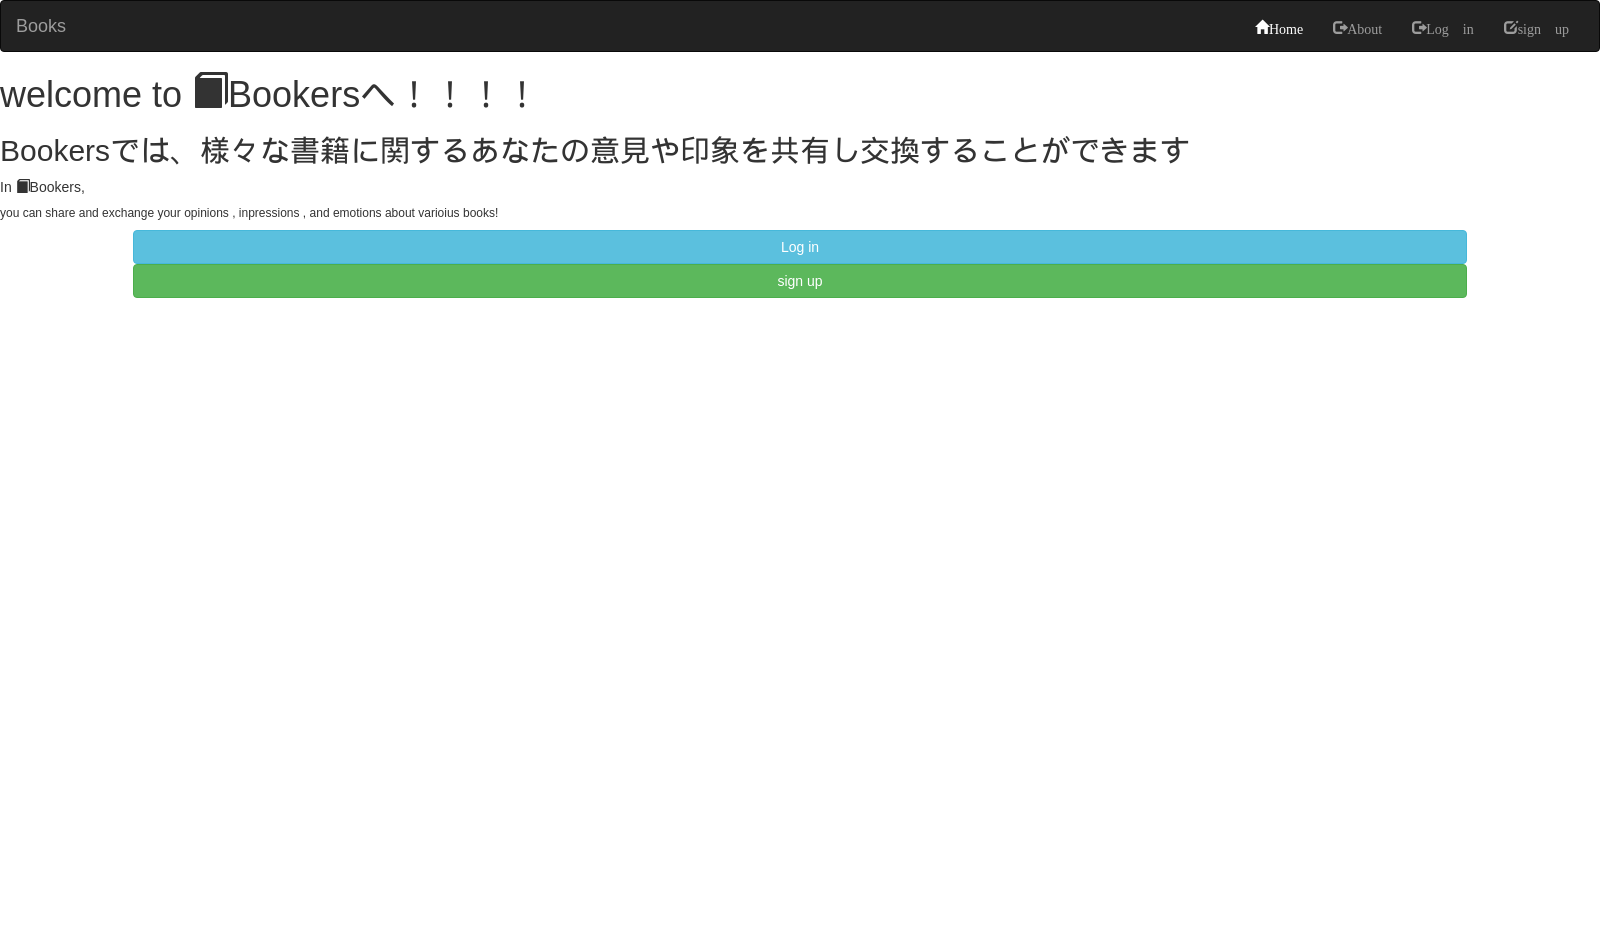 Books Home About Log in sign up
welcome to Bookersへ！！！！
Bookersでは、様々な書籍に関するあなたの意見や印象を共有し交換することができます
In Bookers,
you can share and exchange your opinions , inpressions , and emotions about varioius books!
Log in
sign up